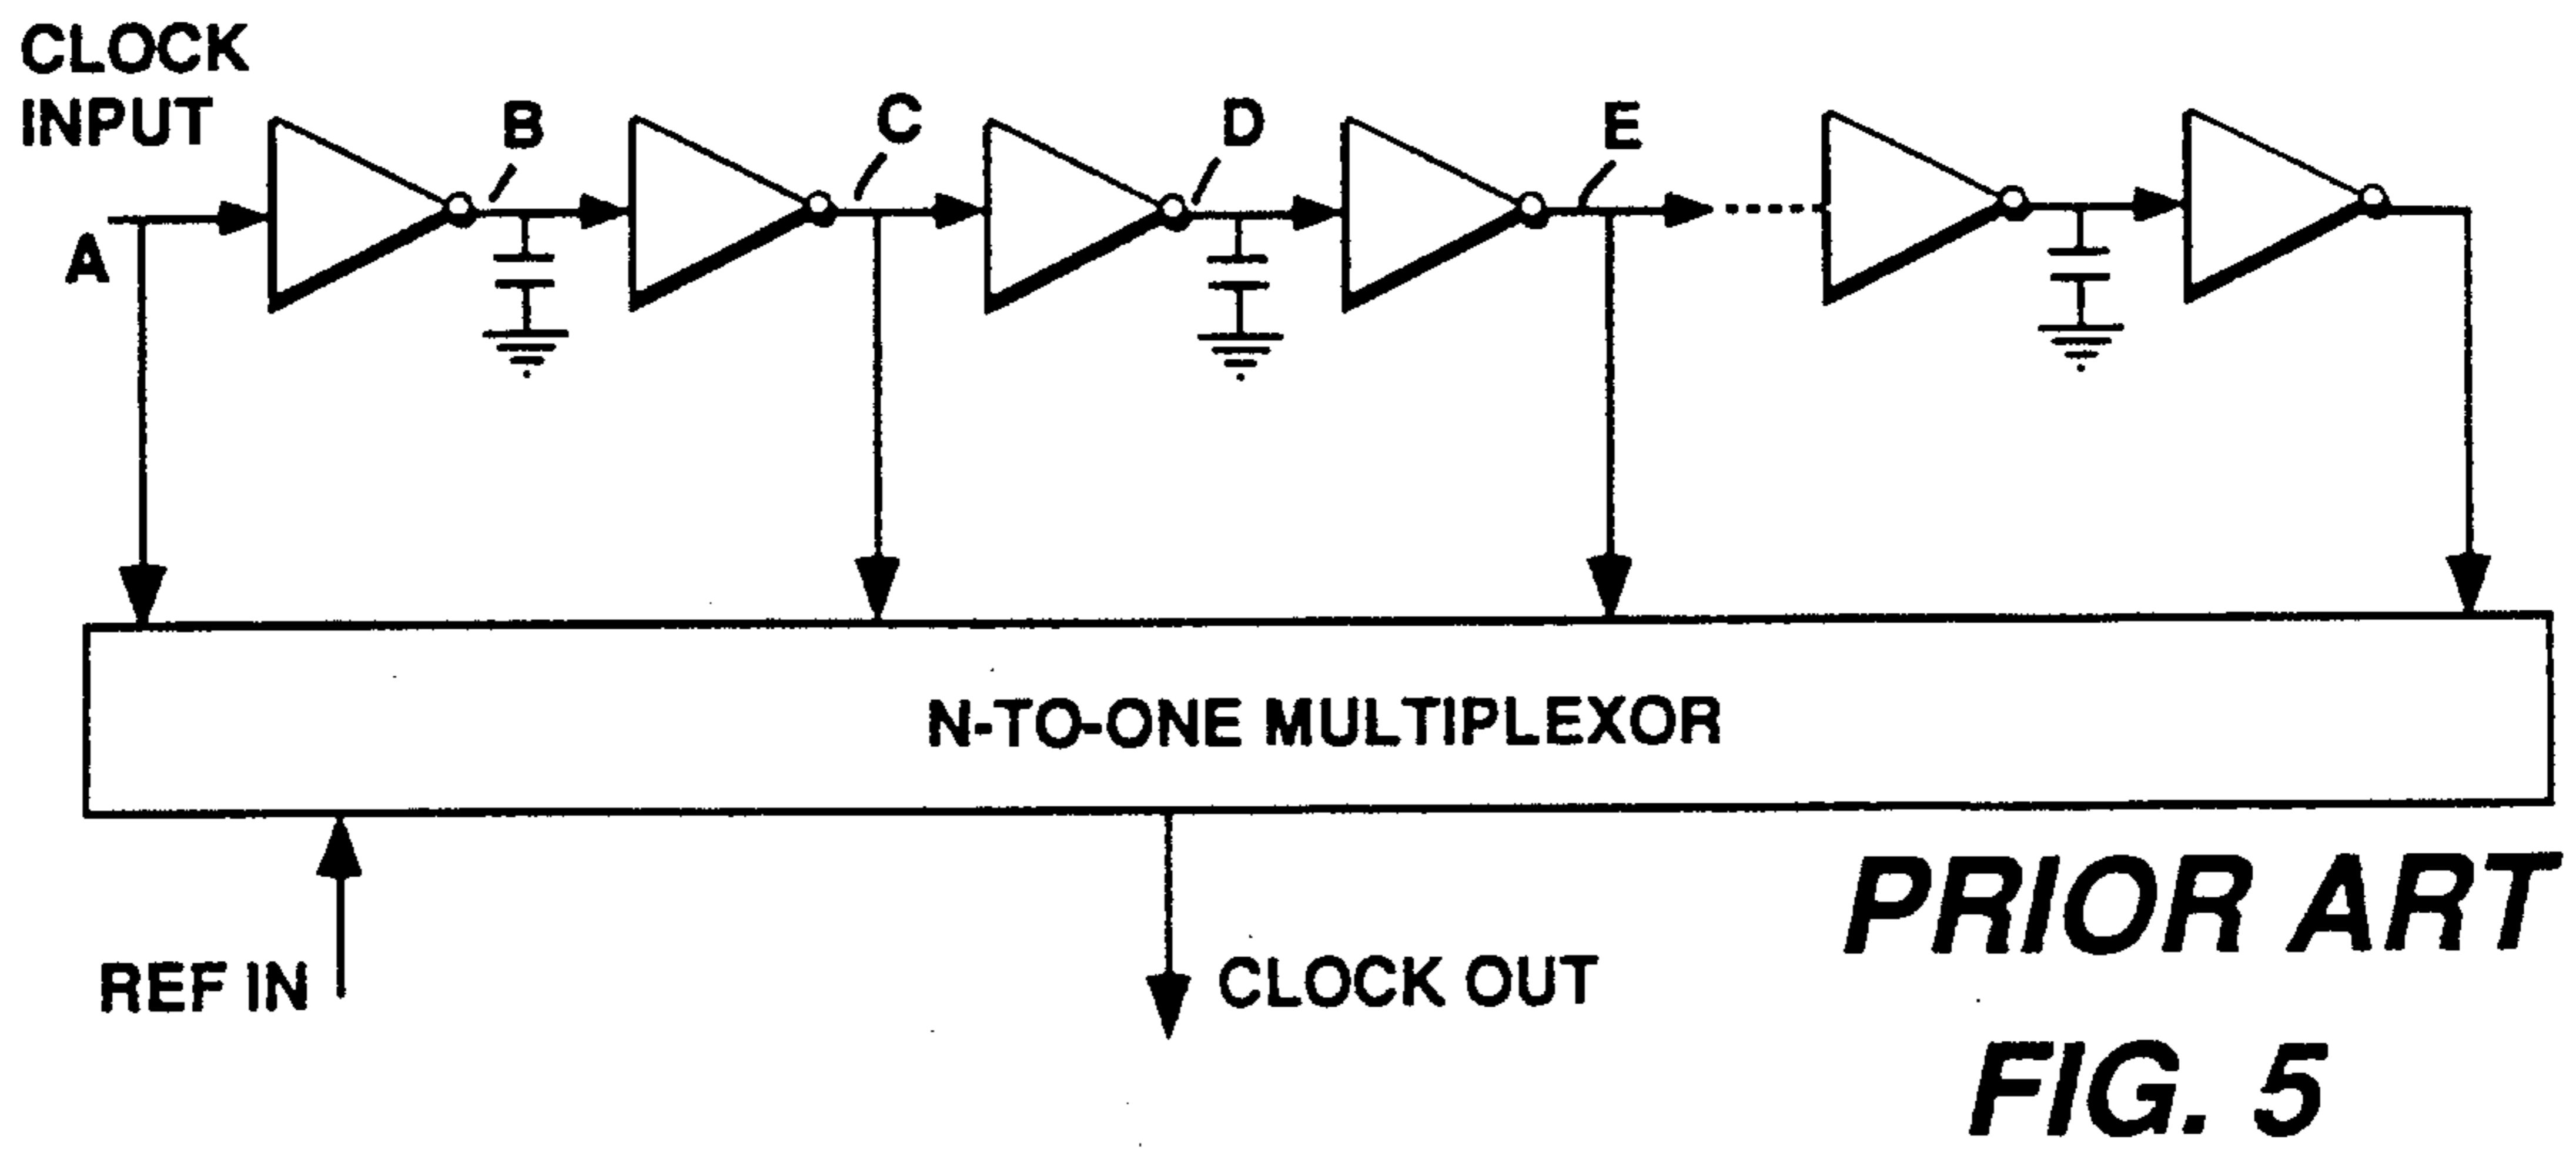 CLOCK
INPUT
A
B
C
D
E
N-TO-ONE MULTIPLEXOR
REF IN
CLOCK OUT
PRIOR ART
FIG. 5